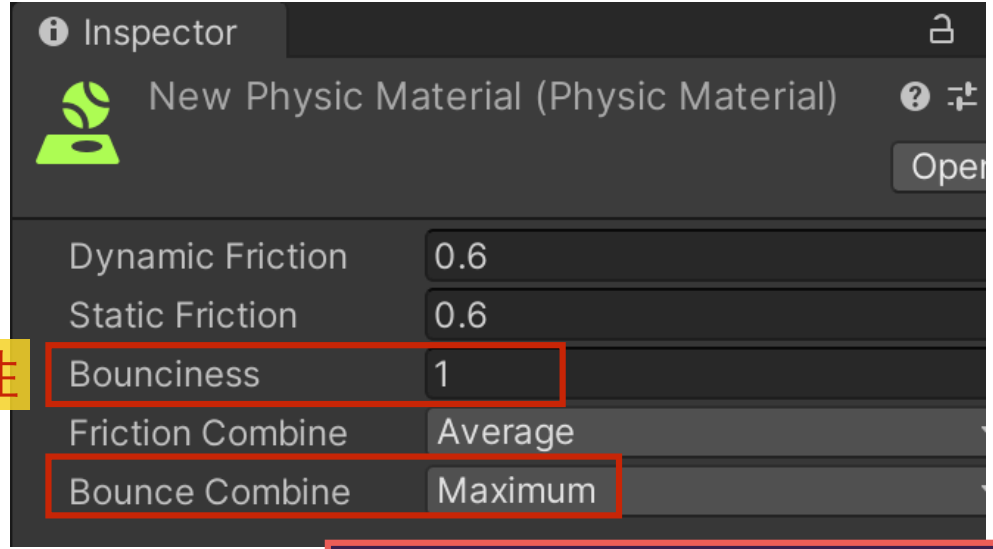 Inspector
New Physic Material (Physic Material)
Dynamic Friction 0.6
Static Friction 0.6
Bounciness 1
Friction Combine Average
Bounce Combine Maximum